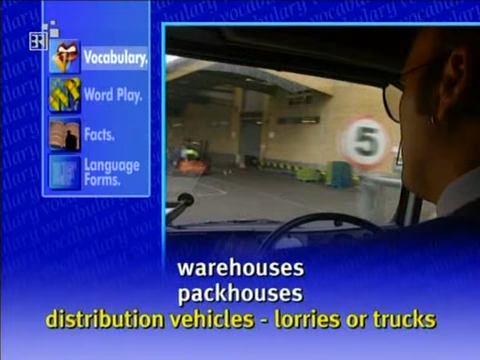 Vocabulary.
Word Play.
Facts.
Language
Forms.
5
warehouses
packhouses
distribution vehicles - lorries or trucks